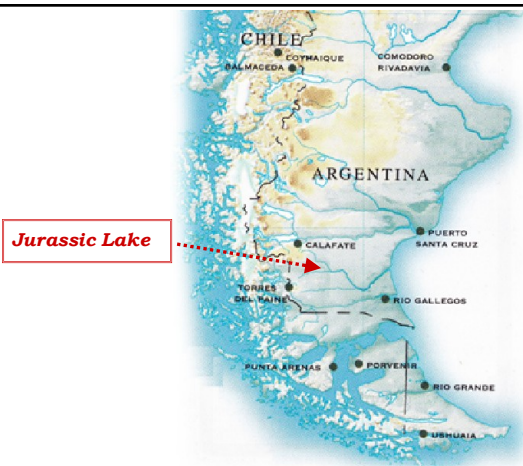 CHILE
COYHAIQUE
BALMACEDA
COMODORO
RIVADAVIA
ARGENTINA
Jurassic Lake
PUERTO
SANTA CRUZ
CALAFATE
TORRES
DEL PAINE
RIO GALLEGOS
PUNTA ARENAS
PORVENIR
RIO GRANDE
USHUAIA